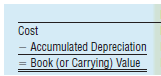 Cost
− Accumulated Depreciation
= Book (or Carrying) Value